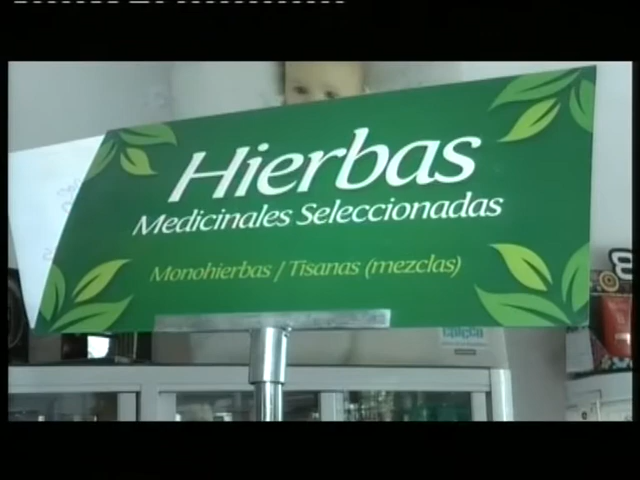 Hierbas
Medicinales Seleccionadas
Monohierbas / Tisanas (mezclas)